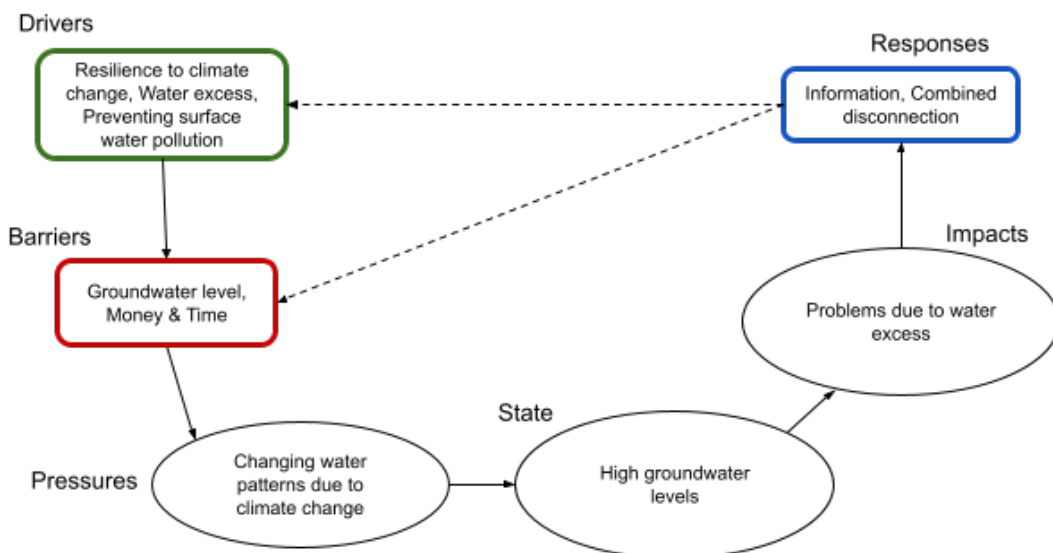 Drivers
Resilience to climate
change, Water excess,
Preventing surface
water pollution
Responses
Information, Combined
disconnection
Barriers
Groundwater level,
Money & Time
Impacts
Problems due to water
excess
State
High groundwater
levels
Pressures
Changing water
patterns due to
climate change